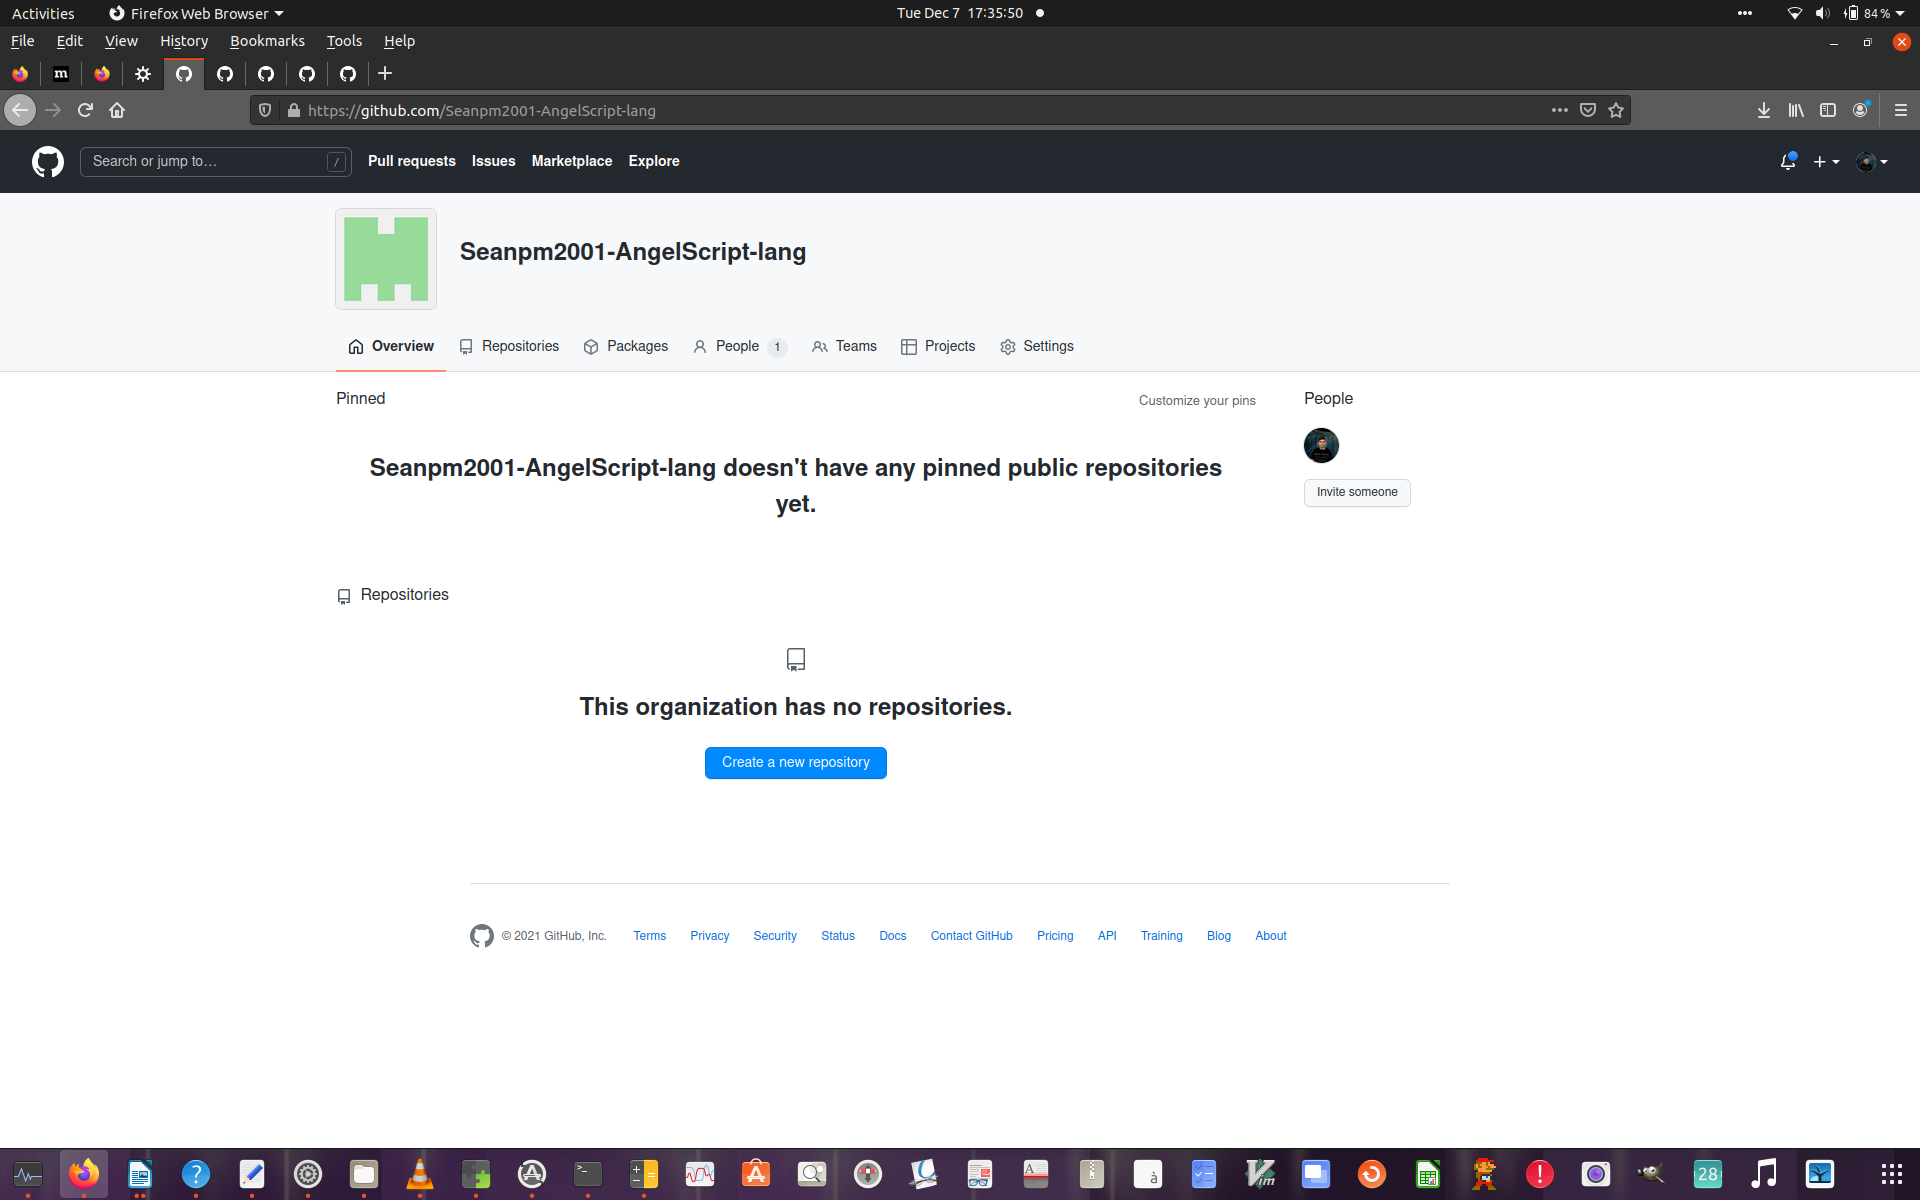 Activities
Firefox Web Browser
Tue Dec 7 17:35:50
84 %
File Edit View History Bookmarks Tools Help
m
https://github.com/Seanpm2001-AngelScript-lang
Search or jump to…
/
Pull requests Issues Marketplace Explore
Seanpm2001-AngelScript-lang
Overview Repositories Packages People 1 Teams Projects Settings
Pinned
Customize your pins
People
Seanpm2001-AngelScript-lang doesn't have any pinned public repositories
yet.
Invite someone
Repositories
This organization has no repositories.
Create a new repository
© 2021 GitHub, Inc. Terms Privacy Security Status Docs Contact GitHub Pricing API Training Blog About
28